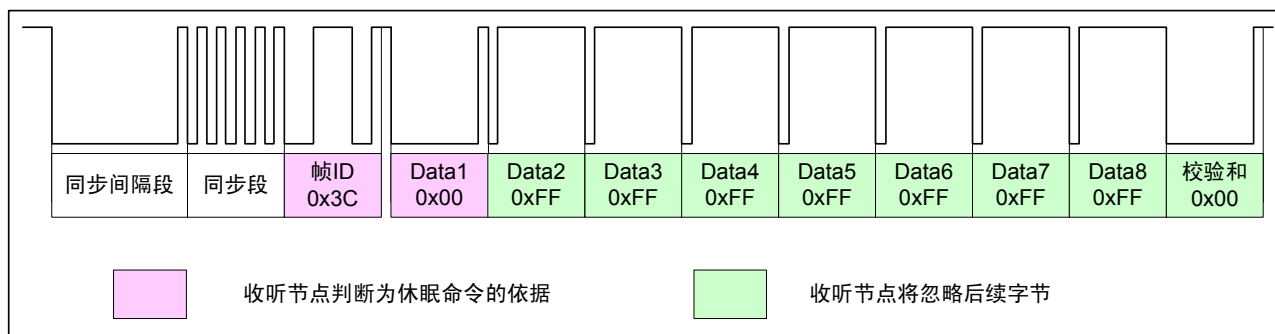 同步间隔段
同步段
帧ID
0x3C
Data1
0x00
Data2
0xFF
Data3
0xFF
Data4
0xFF
Data5
0xFF
Data6
0xFF
Data7
0xFF
Data8
0xFF
校验和
0x00
收听节点判断为休眠命令的依据
收听节点将忽略后续字节